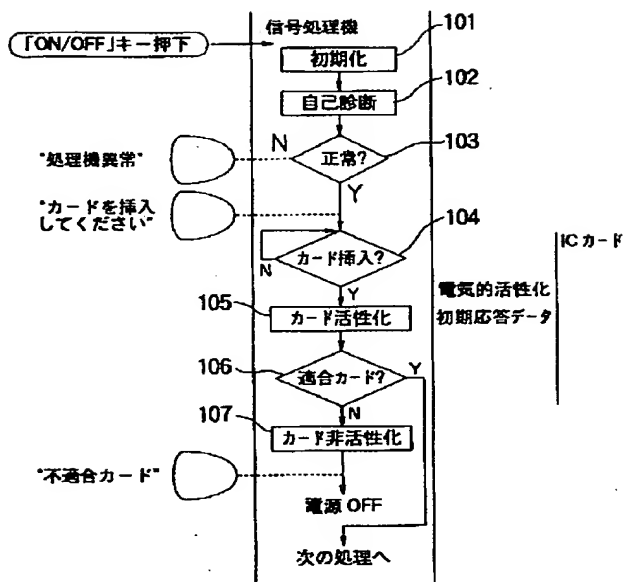 信号処理機
「ON/OFF」キー押下
初期化
101
自己診断
102
正常?
103
N
Y
"処理機異常"
"カードを挿入
してください"
カード挿入?
104
N
Y
ICカード
電気的活性化
初期応答データ
105
カード活性化
106
適合カード?
Y
N
107
カード非活性化
"不適合カード"
電源 OFF
次の処理へ